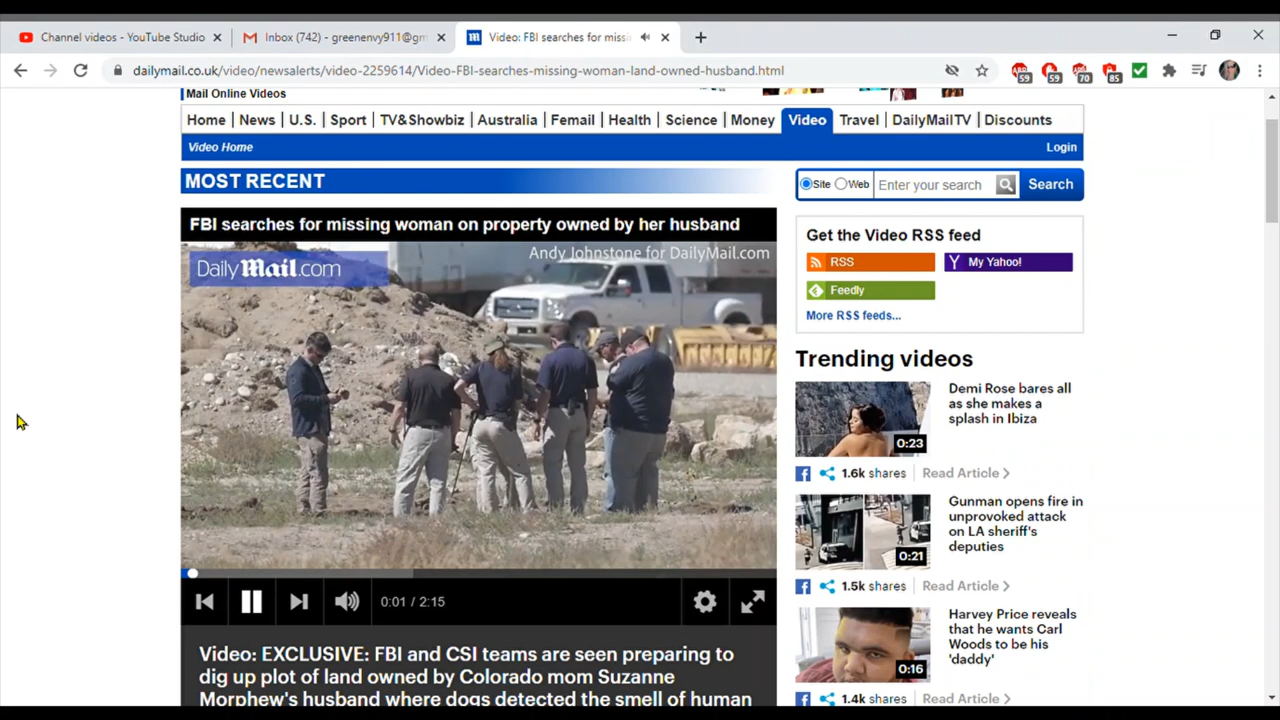 Channel videos - YouTube Studio
Inbox (742) - greenenvy911@gm
Video: FBI searches for missi
dailymail.co.uk/video/newsalerts/video-2259614/Video-FBI-searches-missing-woman-land-owned-husband.html
59
59
70
85
Mail Online Videos
Home News U.S. Sport TV&Showbiz Australia Femail Health Science Money Video Travel DailyMailTV Discounts
Video Home
Login
MOST RECENT
Site Web Enter your search Search
FBI searches for missing woman on property owned by her husband
Andy Johnstone for DailyMail.com
DailyMail.com
0:01 / 2:15
Video: EXCLUSIVE: FBI and CSI teams are seen preparing to
dig up plot of land owned by Colorado mom Suzanne
Morphew's husband where dogs detected the smell of human
Get the Video RSS feed
RSS
My Yahoo!
Feedly
More RSS feeds...
Trending videos
Demi Rose bares all
as she makes a
splash in Ibiza
0:23
1.6k shares Read Article
Gunman opens fire in
unprovoked attack
on LA sheriff's
deputies
0:21
1.5k shares Read Article
Harvey Price reveals
that he wants Carl
Woods to be his
'daddy'
0:16
1.4k shares Read Article